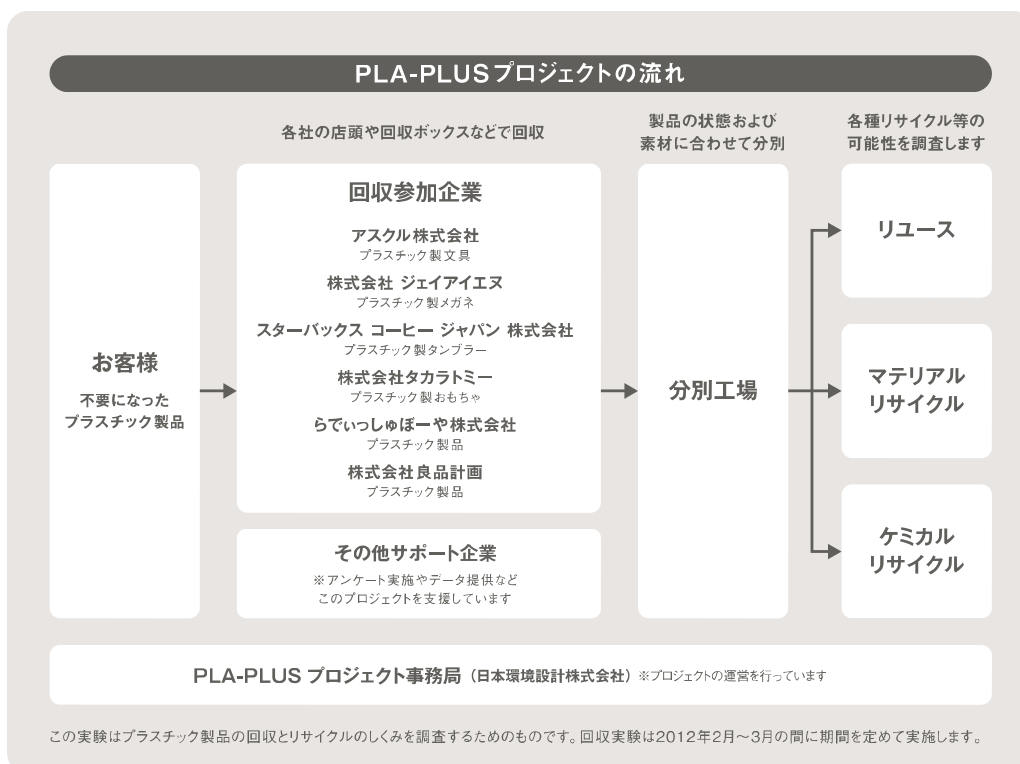 PLA-PLUSプロジェクトの流れ
各社の店頭や回収ボックスなどで回収
製品の状態および
素材に合わせて分別
各種リサイクル等の
可能性を調査します
お客様
不要になった
プラスチック製品
回収参加企業
アスクル株式会社
プラスチック製文具
株式会社 ジェイアイエヌ
プラスチック製メガネ
スターバックス コーヒー ジャパン 株式会社
プラスチック製タンブラー
株式会社タカラトミー
プラスチック製おもちゃ
らでぃっしゅぼーや株式会社
プラスチック製品
株式会社良品計画
プラスチック製品
その他サポート企業
※アンケート実施やデータ提供など
このプロジェクトを支援しています
分別工場
リユース
マテリアル
リサイクル
ケミカル
リサイクル
PLA-PLUS プロジェクト事務局（日本環境設計株式会社）※プロジェクトの運営を行っています
この実験はプラスチック製品の回収とリサイクルのしくみを調査するためのものです。回収実験は2012年2月〜3月の間に期間を定めて実施します。